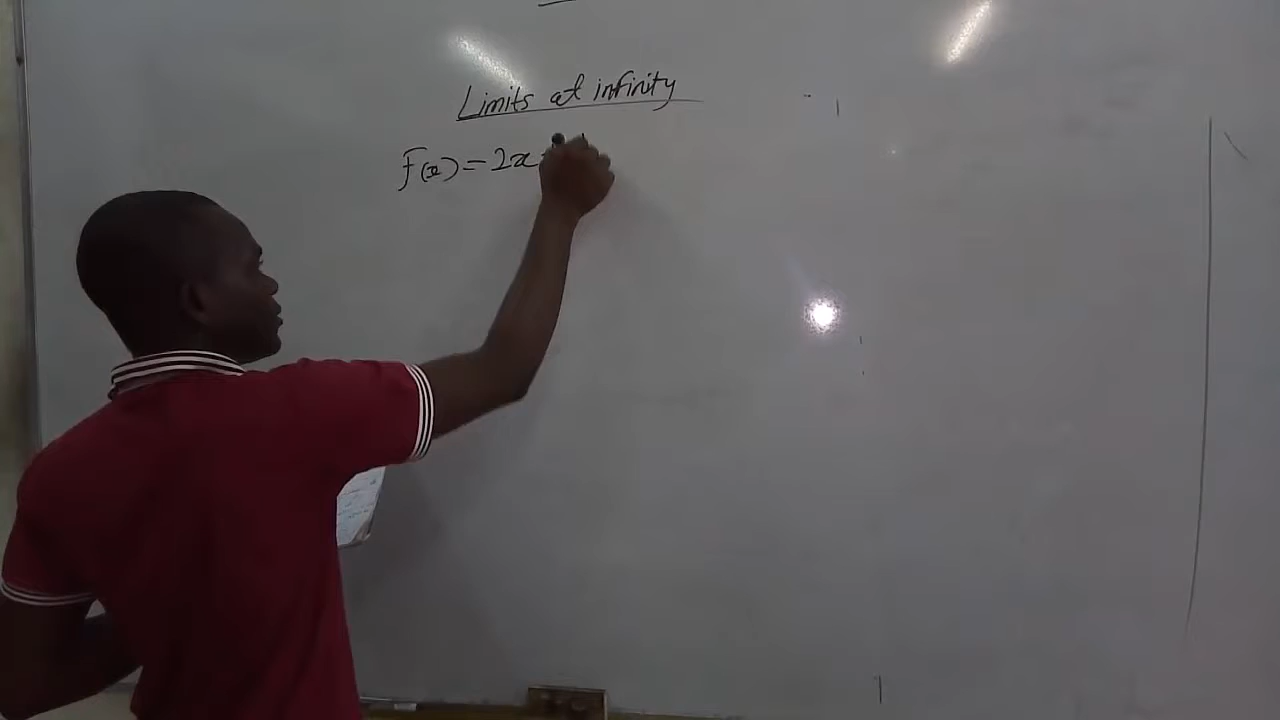 Limits at infinity
F(x) = 2x